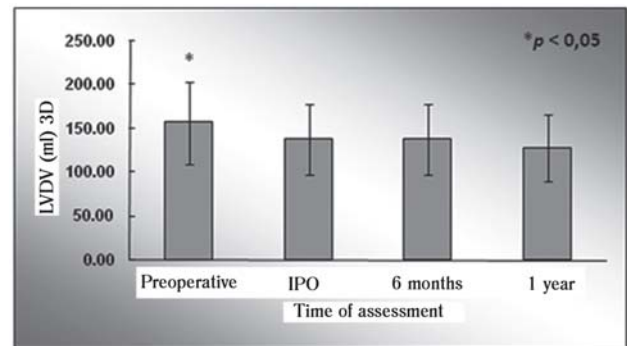 250.00
200.00
150.00
100.00
50.00
0.00
LVDV (ml) 3D
*
*p < 0,05
Preoperative IPO 6 months 1 year
Time of assessment